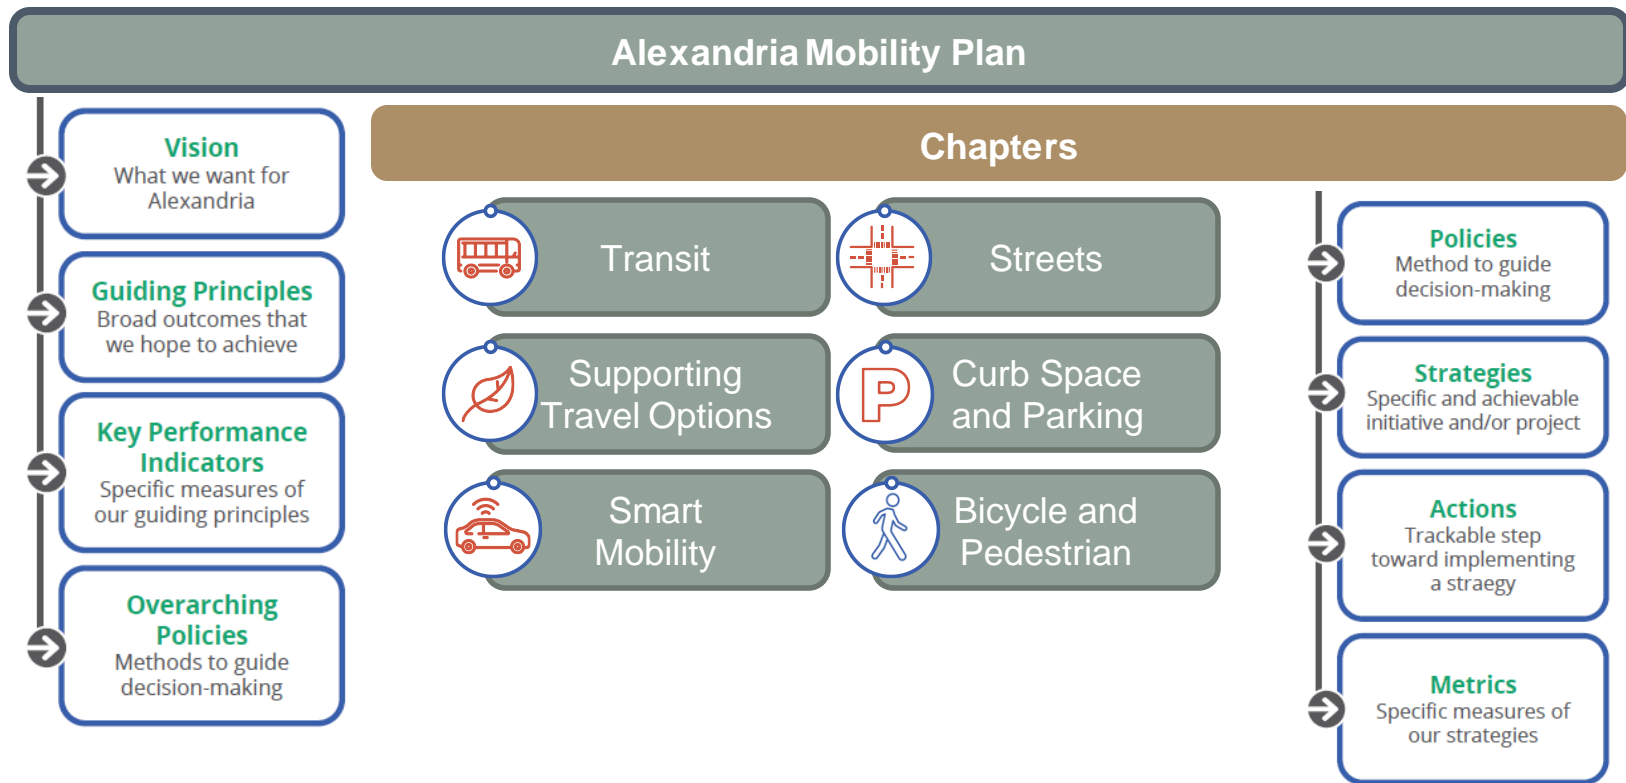 Alexandria Mobility Plan
Vision
What we want for
Alexandria
Guiding Principles
Broad outcomes that
we hope to achieve
Key Performance
Indicators
Specific measures of
our guiding principles
Overarching
Policies
Methods to guide
decision-making
Chapters
Transit
Streets
Supporting
Travel Options
P
Curb Space
and Parking
Smart
Mobility
Bicycle and
Pedestrian
Policies
Method to guide
decision-making
Strategies
Specific and achievable
initiative and/or project
Actions
Trackable step
toward implementing
a straegy
Metrics
Specific measures of
our strategies